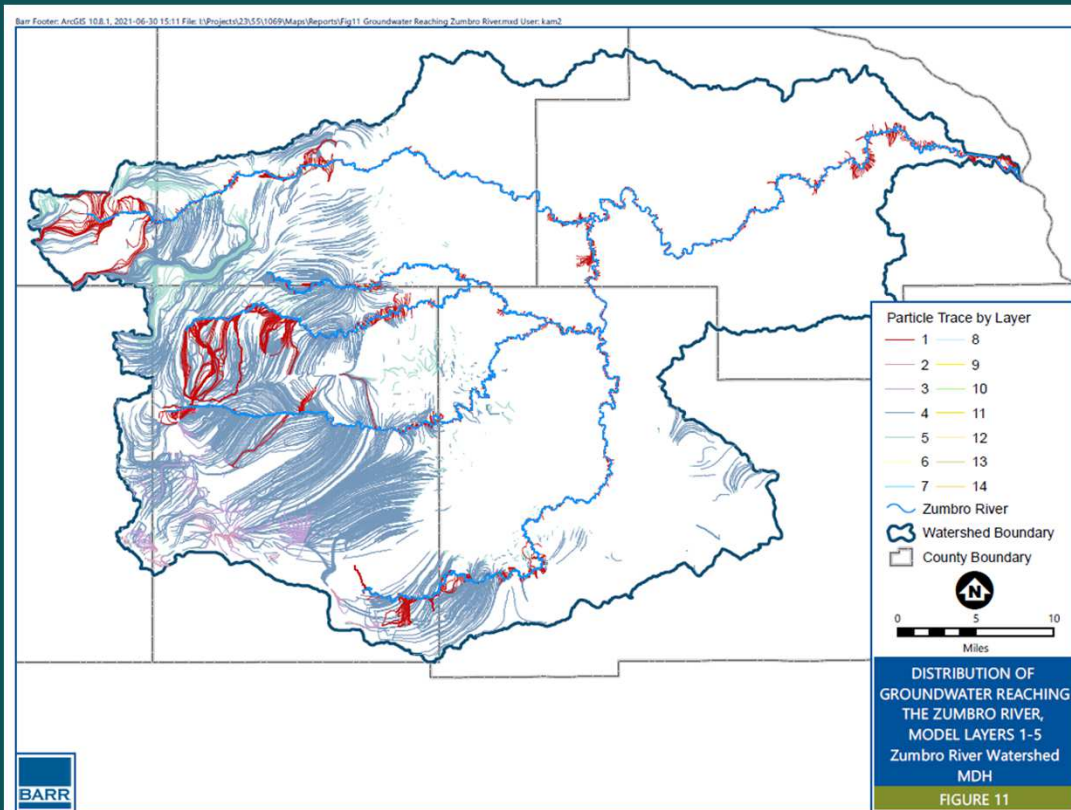 Barr Footer: ArcGIS 10.8.1, 2021-06-30 15:11 File: I:\Projects\23\55\1069\Maps\Reports\Fig11 Groundwater Reaching Zumbro River.mxd User: kam2
Particle Trace by Layer
1 8
2 9
3 10
4 11
5 12
6 13
7 14
Zumbro River
Watershed Boundary
County Boundary
N
0 5 10
Miles
DISTRIBUTION OF
GROUNDWATER REACHING
THE ZUMBRO RIVER,
MODEL LAYERS 1-5
Zumbro River Watershed
MDH
FIGURE 11
BARR